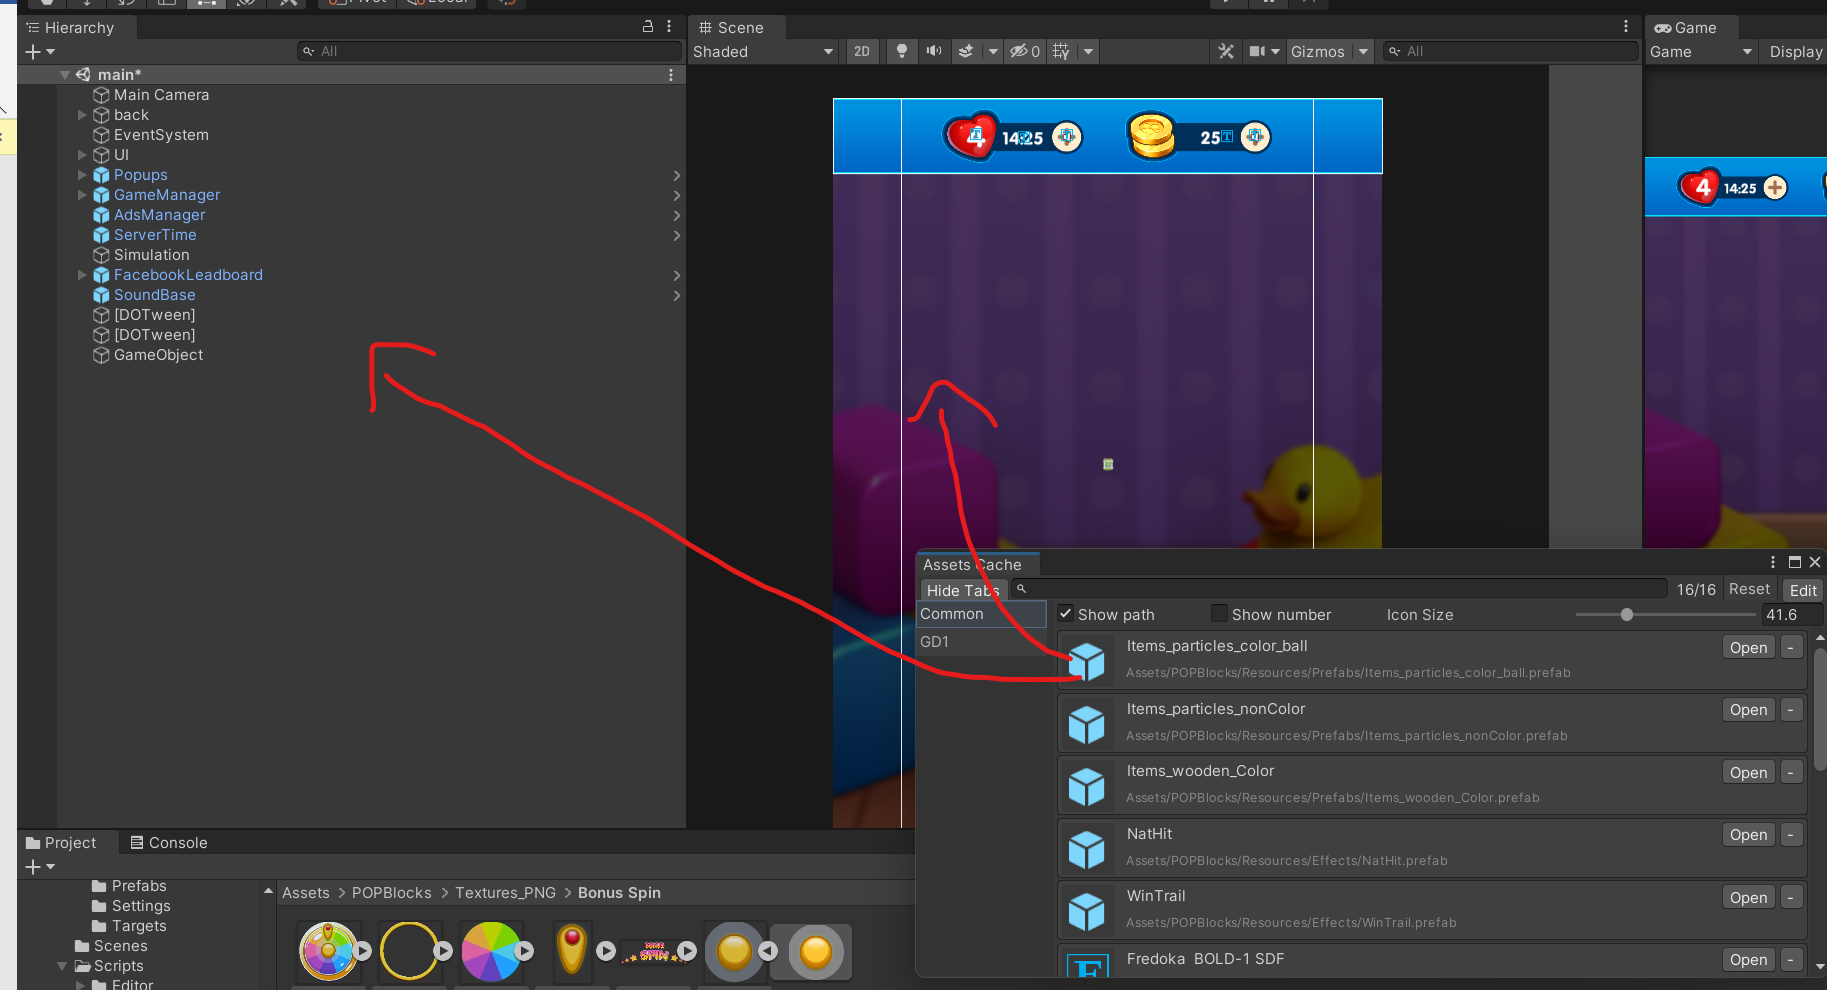 Pivot
Local
Hierarchy
All
main*
Main Camera
back
EventSystem
UI
Popups
GameManager
AdsManager
ServerTime
Simulation
FacebookLeadboard
SoundBase
[DOTween]
[DOTween]
GameObject
Scene
Shaded
2D
0
Gizmos
All
4
14:25
25
Game
Game
Display
4
14:25
Assets Cache
Hide Tabs
16/16
Reset
Edit
Common
GD1
Show path
Show number
Icon Size
41.6
Items_particles_color_ball
Assets/POPBlocks/Resources/Prefabs/Items_particles_color_ball.prefab
Open
-
Items_particles_nonColor
Assets/POPBlocks/Resources/Prefabs/Items_particles_nonColor.prefab
Open
-
Items_wooden_Color
Assets/POPBlocks/Resources/Prefabs/Items_wooden_Color.prefab
Open
-
NatHit
Assets/POPBlocks/Resources/Effects/NatHit.prefab
Open
-
WinTrail
Assets/POPBlocks/Resources/Effects/WinTrail.prefab
Open
-
F
Fredoka BOLD-1 SDF
Open
-
Project
Console
Prefabs
Settings
Targets
Scenes
Scripts
Editor
Assets > POPBlocks > Textures_PNG > Bonus Spin
SPIN